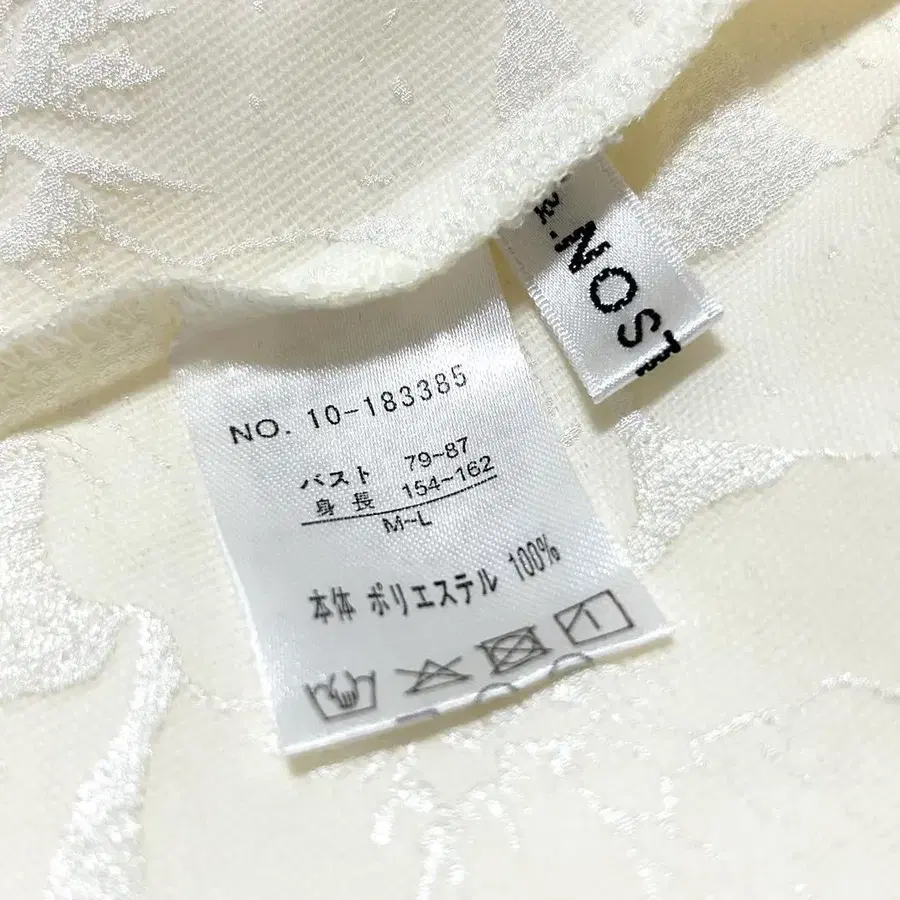 .NOST
NO. 10-183385
バスト 79~87
身 長 154~162
M~L
本体 ポリエステル 100%